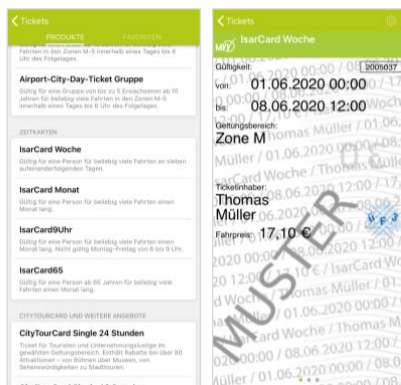 Tickets
PRODUKTE FAVORITEN
Fahrten in den Zonen M-5 innerhalb eines Tages bis 6
Uhr des Folgetages.
Airport-City-Day-Ticket Gruppe
Gültig für eine Gruppe von bis zu 5 Erwachsenen ab 15
Jahren für beliebig viele Fahrten in den Zonen M-5
innerhalb eines Tages bis 6 Uhr des Folgetages.
ZEITKARTEN
IsarCard Woche
Gültig für eine Person für beliebig viele Fahrten an sieben
aufeinanderfolgenden Tagen.
IsarCard Monat
Gültig für eine Person für beliebig viele Fahrten einen
Monat lang.
IsarCard9Uhr
Gültig für eine Person für beliebig viele Fahrten einen
Monat lang. Nicht gültig Montag-Freitag von 6 bis 9 Uhr.
IsarCard65
Gültig für eine Person ab 65 Jahren für beliebig viele
Fahrten einen Monat lang.
CITYTOURCARD UND WEITERE ANGEBOTE
CityTourCard Single 24 Stunden
Ticket für Touristen und Unternehmungslustige im
gewählten Geltungsbereich. Enthält Rabatte bei über 80
Attraktionen – von Bühnen über Museen, von
Sehenswürdigkeiten zu Stadttouren.
Tickets
IsarCard Woche
Gültigkeit: 2005037
von: 01.06.2020 00:00
bis: 08.06.2020 12:00
Geltungsbereich:
Zone M
Ticketinhaber:
Thomas
Müller
Fahrpreis: 17,10 €
MUSTER